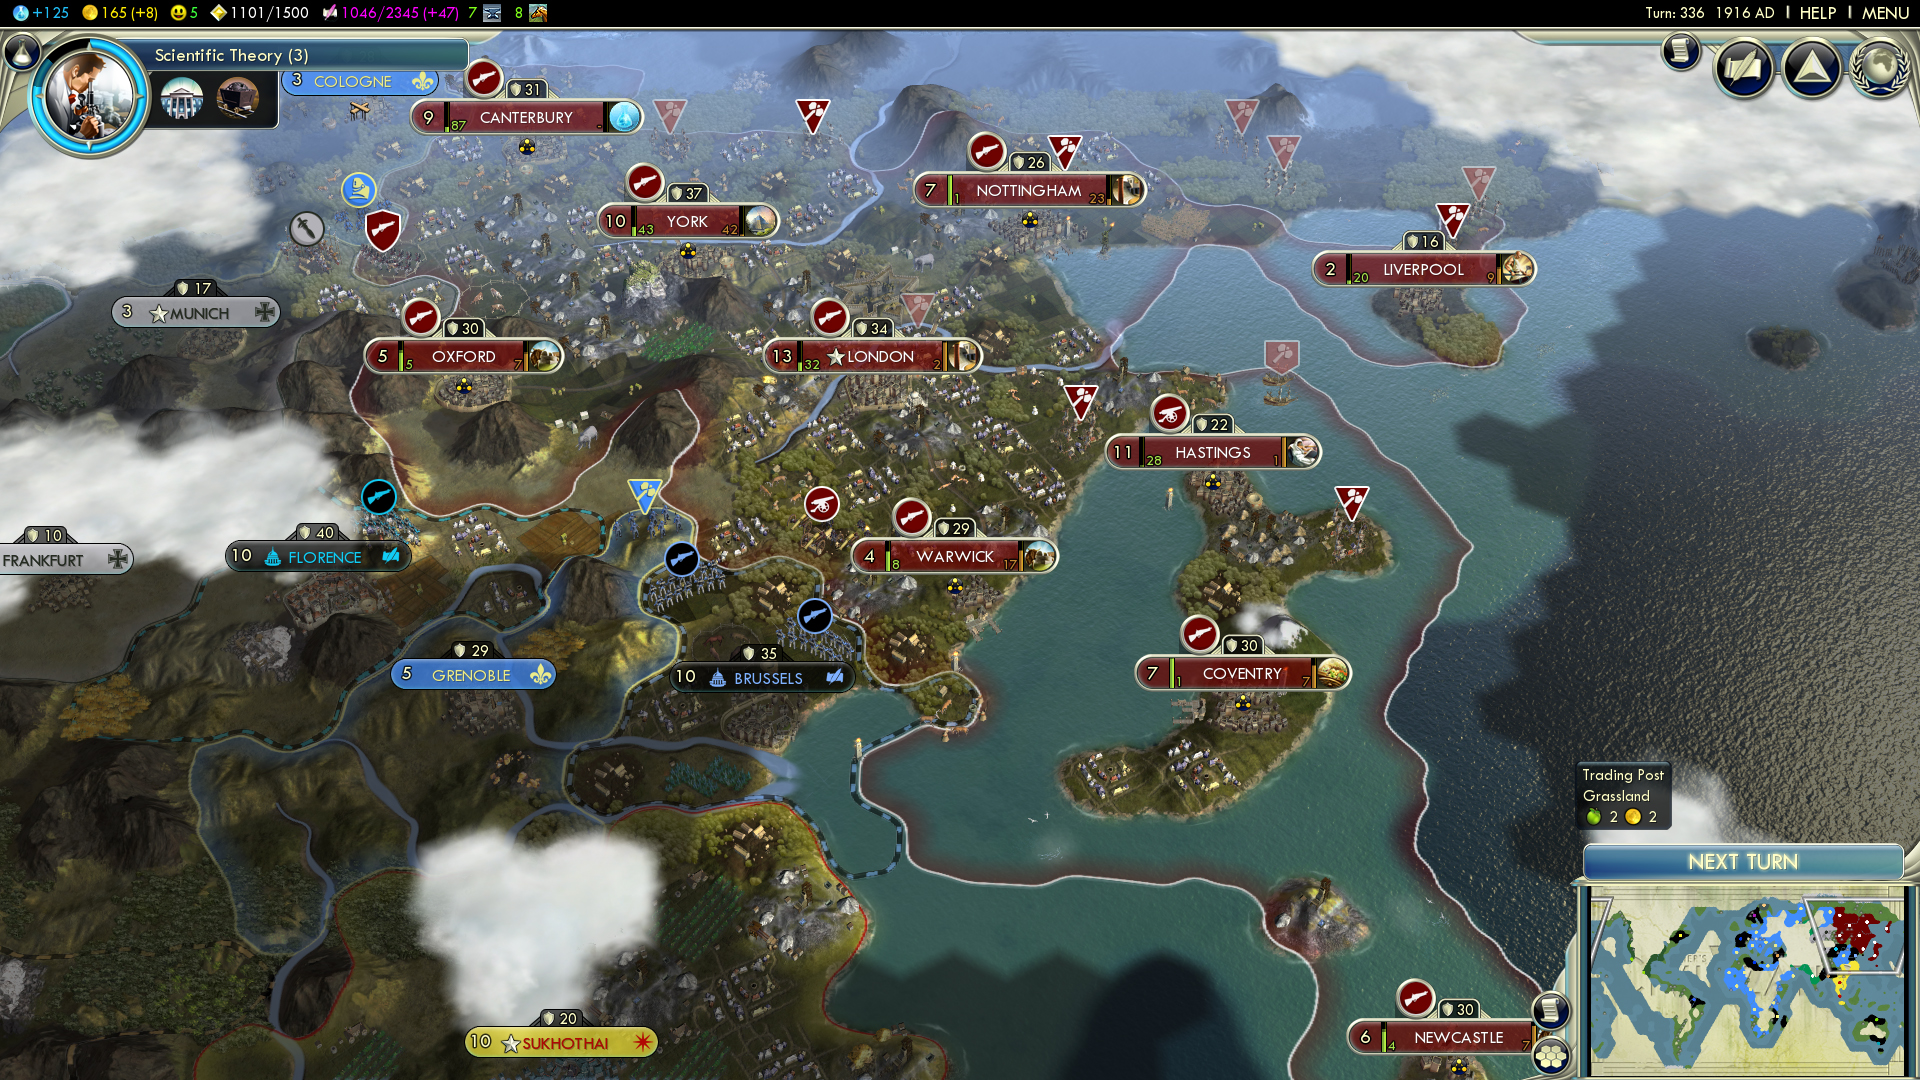 +125 165 (+8) 5 1101/1500 1046/2345 (+47) 7 8
Turn: 336 1916 AD | HELP | MENU
Scientific Theory (3)
3 COLOGNE
31
9 87 CANTERBURY -
26
7 1 NOTTINGHAM 23
37
10 43 YORK 42
16
2 20 LIVERPOOL 9
17
3 MUNICH
30
5 5 OXFORD 7
34
13 32 LONDON 2
22
11 28 HASTINGS 1
10
FRANKFURT
40
10 FLORENCE
29
4 8 WARWICK 17
29
5 GRENOBLE
35
10 BRUSSELS
30
7 1 COVENTRY 7
Trading Post
Grassland
2 2
NEXT TURN
20
10 SUKHOTHAI
30
6 4 NEWCASTLE 7